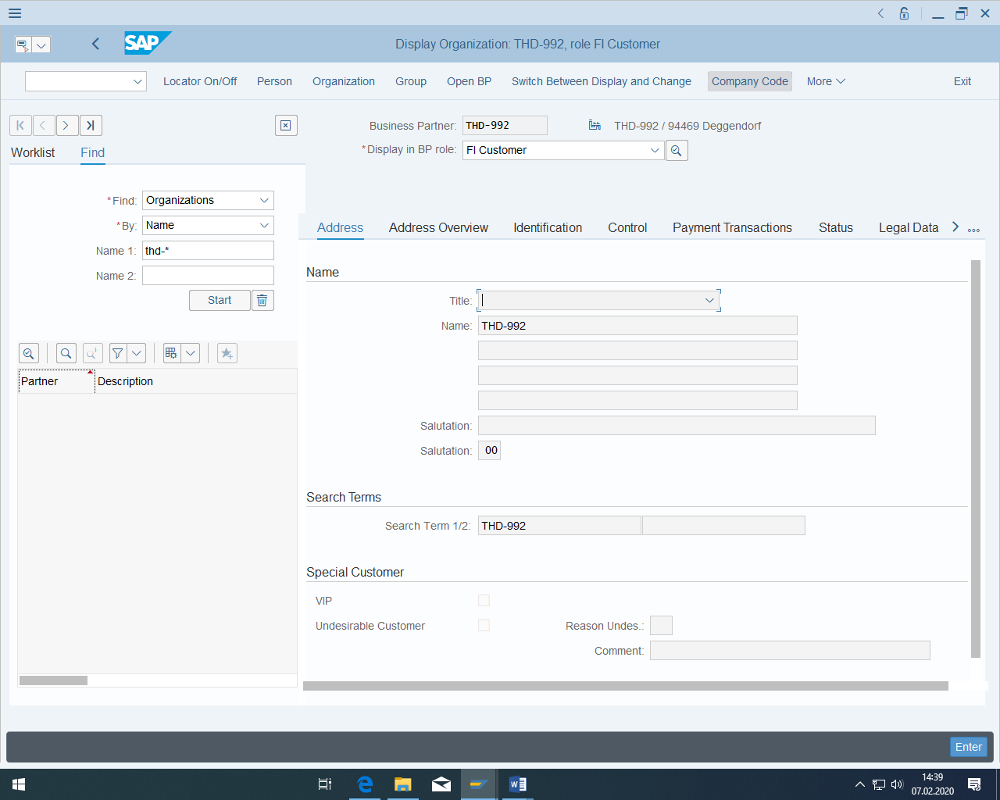 SAP
Display Organization: THD-992, role FI Customer
Locator On/Off Person Organization Group Open BP Switch Between Display and Change Company Code More Exit
Business Partner: THD-992 THD-992 / 94469 Deggendorf
*Display in BP role: FI Customer
Worklist Find
*Find: Organizations
*By: Name
Name 1: thd-*
Name 2:
Start
Partner Description
Address Address Overview Identification Control Payment Transactions Status Legal Data
Name
Title:
Name: THD-992
Salutation:
Salutation: 00
Search Terms
Search Term 1/2: THD-992
Special Customer
VIP
Undesirable Customer Reason Undes.:
Comment:
Enter
14:39
07.02.2020